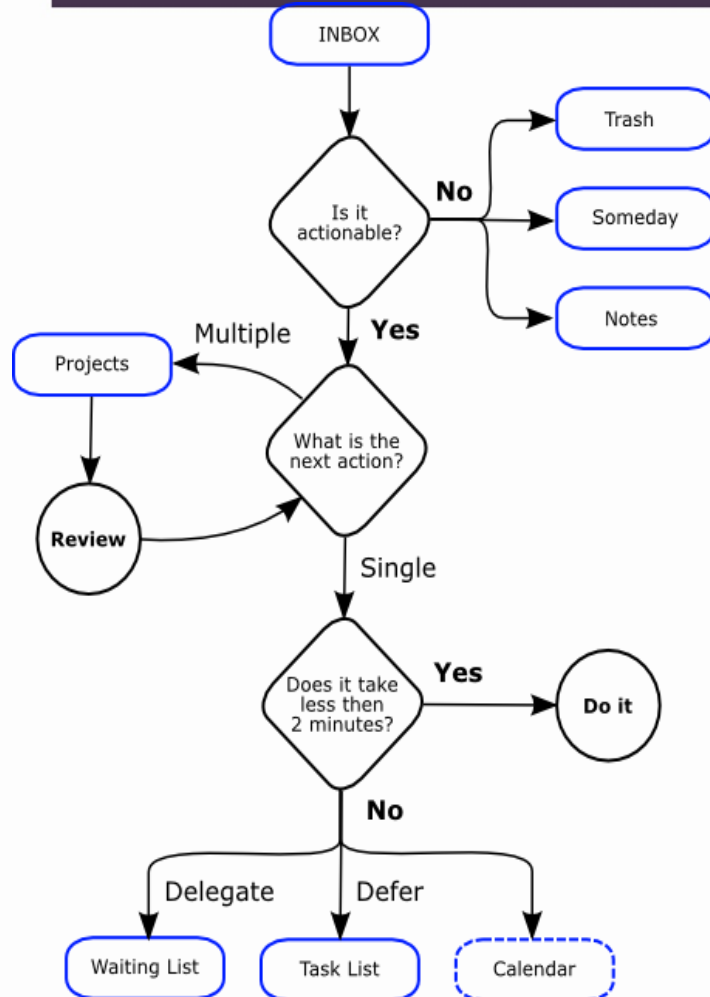 INBOX
Trash
No
Is it
actionable?
Someday
Notes
Yes
Multiple
Projects
What is the
next action?
Review
Single
Does it take
less then
2 minutes?
Yes
Do it
No
Delegate
Defer
Waiting List
Task List
Calendar